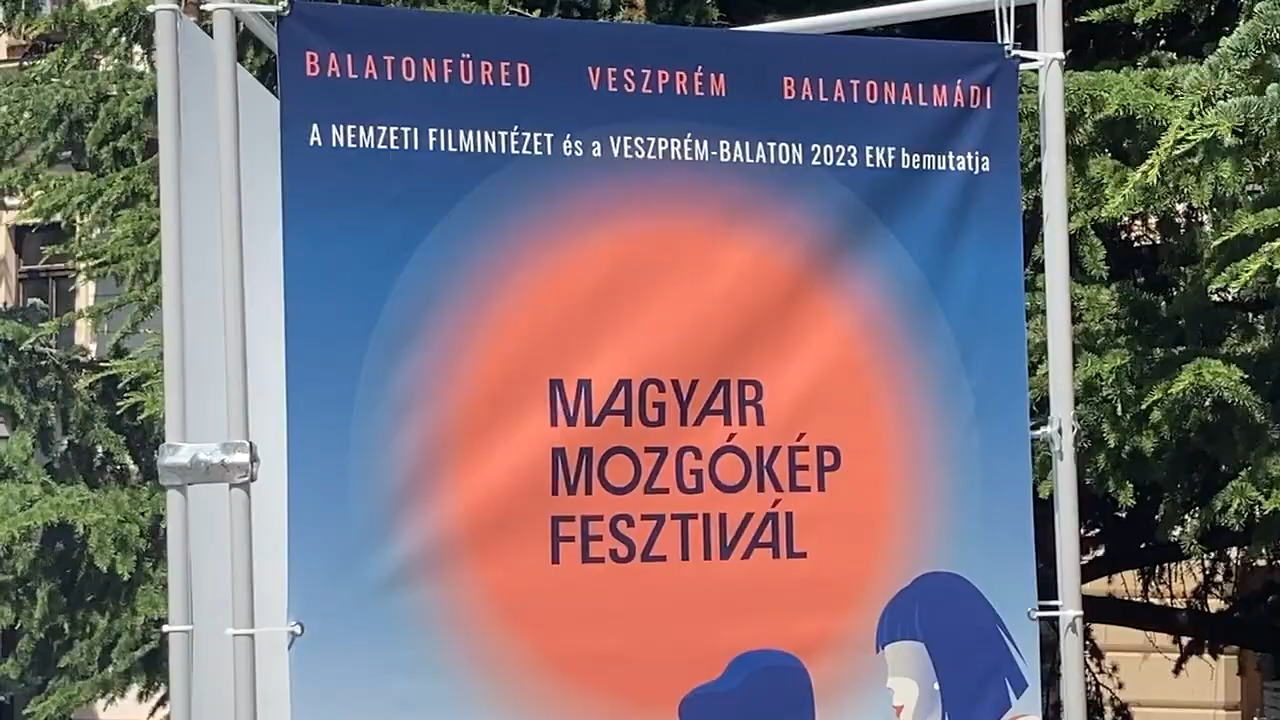 BALATONFÜRED VESZPRÉM BALATONALMÁDI
A NEMZETI FILMINTÉZET és a VESZPRÉM-BALATON 2023 EKF bemutatja
MAGYAR
MOZGÓKÉP
FESZTIVÁL